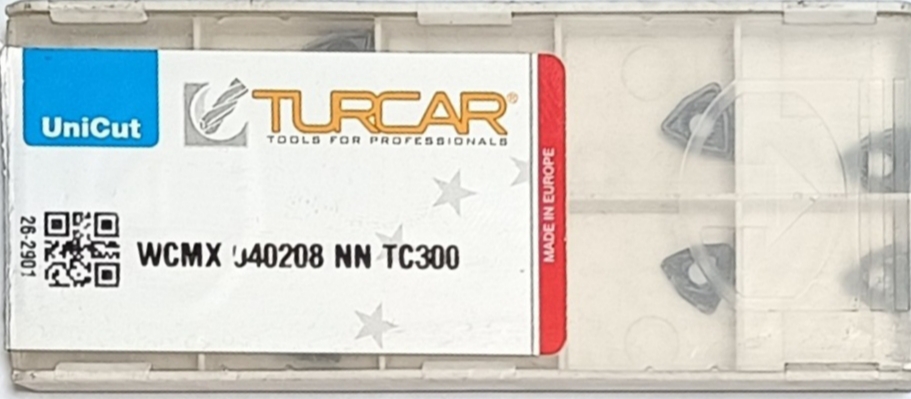 UniCut
TURCAR®
TOOLS FOR PROFESSIONALS
MADE IN EUROPE
26-2901
WCMX 040208 NN TC300